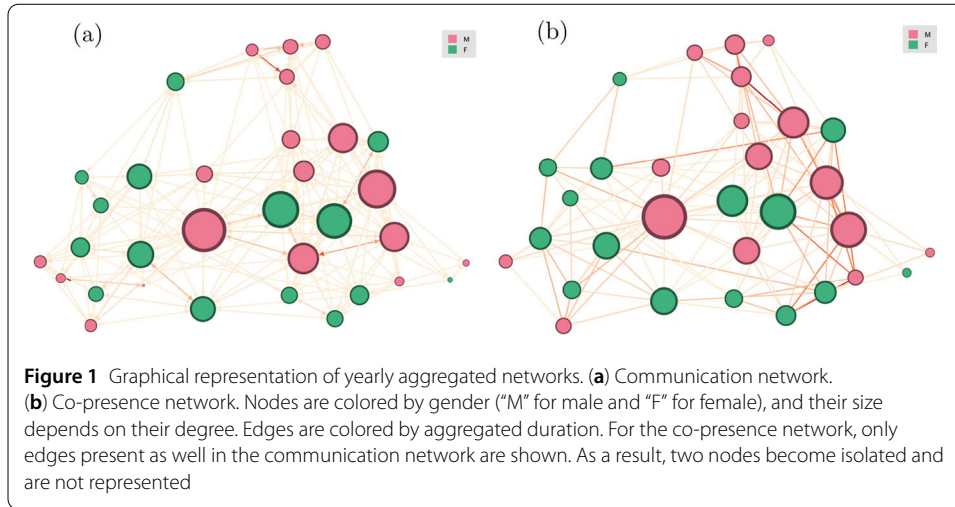 (a)
M
F
(b)
M
F
Figure 1 Graphical representation of yearly aggregated networks. (a) Communication network.
(b) Co-presence network. Nodes are colored by gender (“M” for male and “F” for female), and their size
depends on their degree. Edges are colored by aggregated duration. For the co-presence network, only
edges present as well in the communication network are shown. As a result, two nodes become isolated and
are not represented